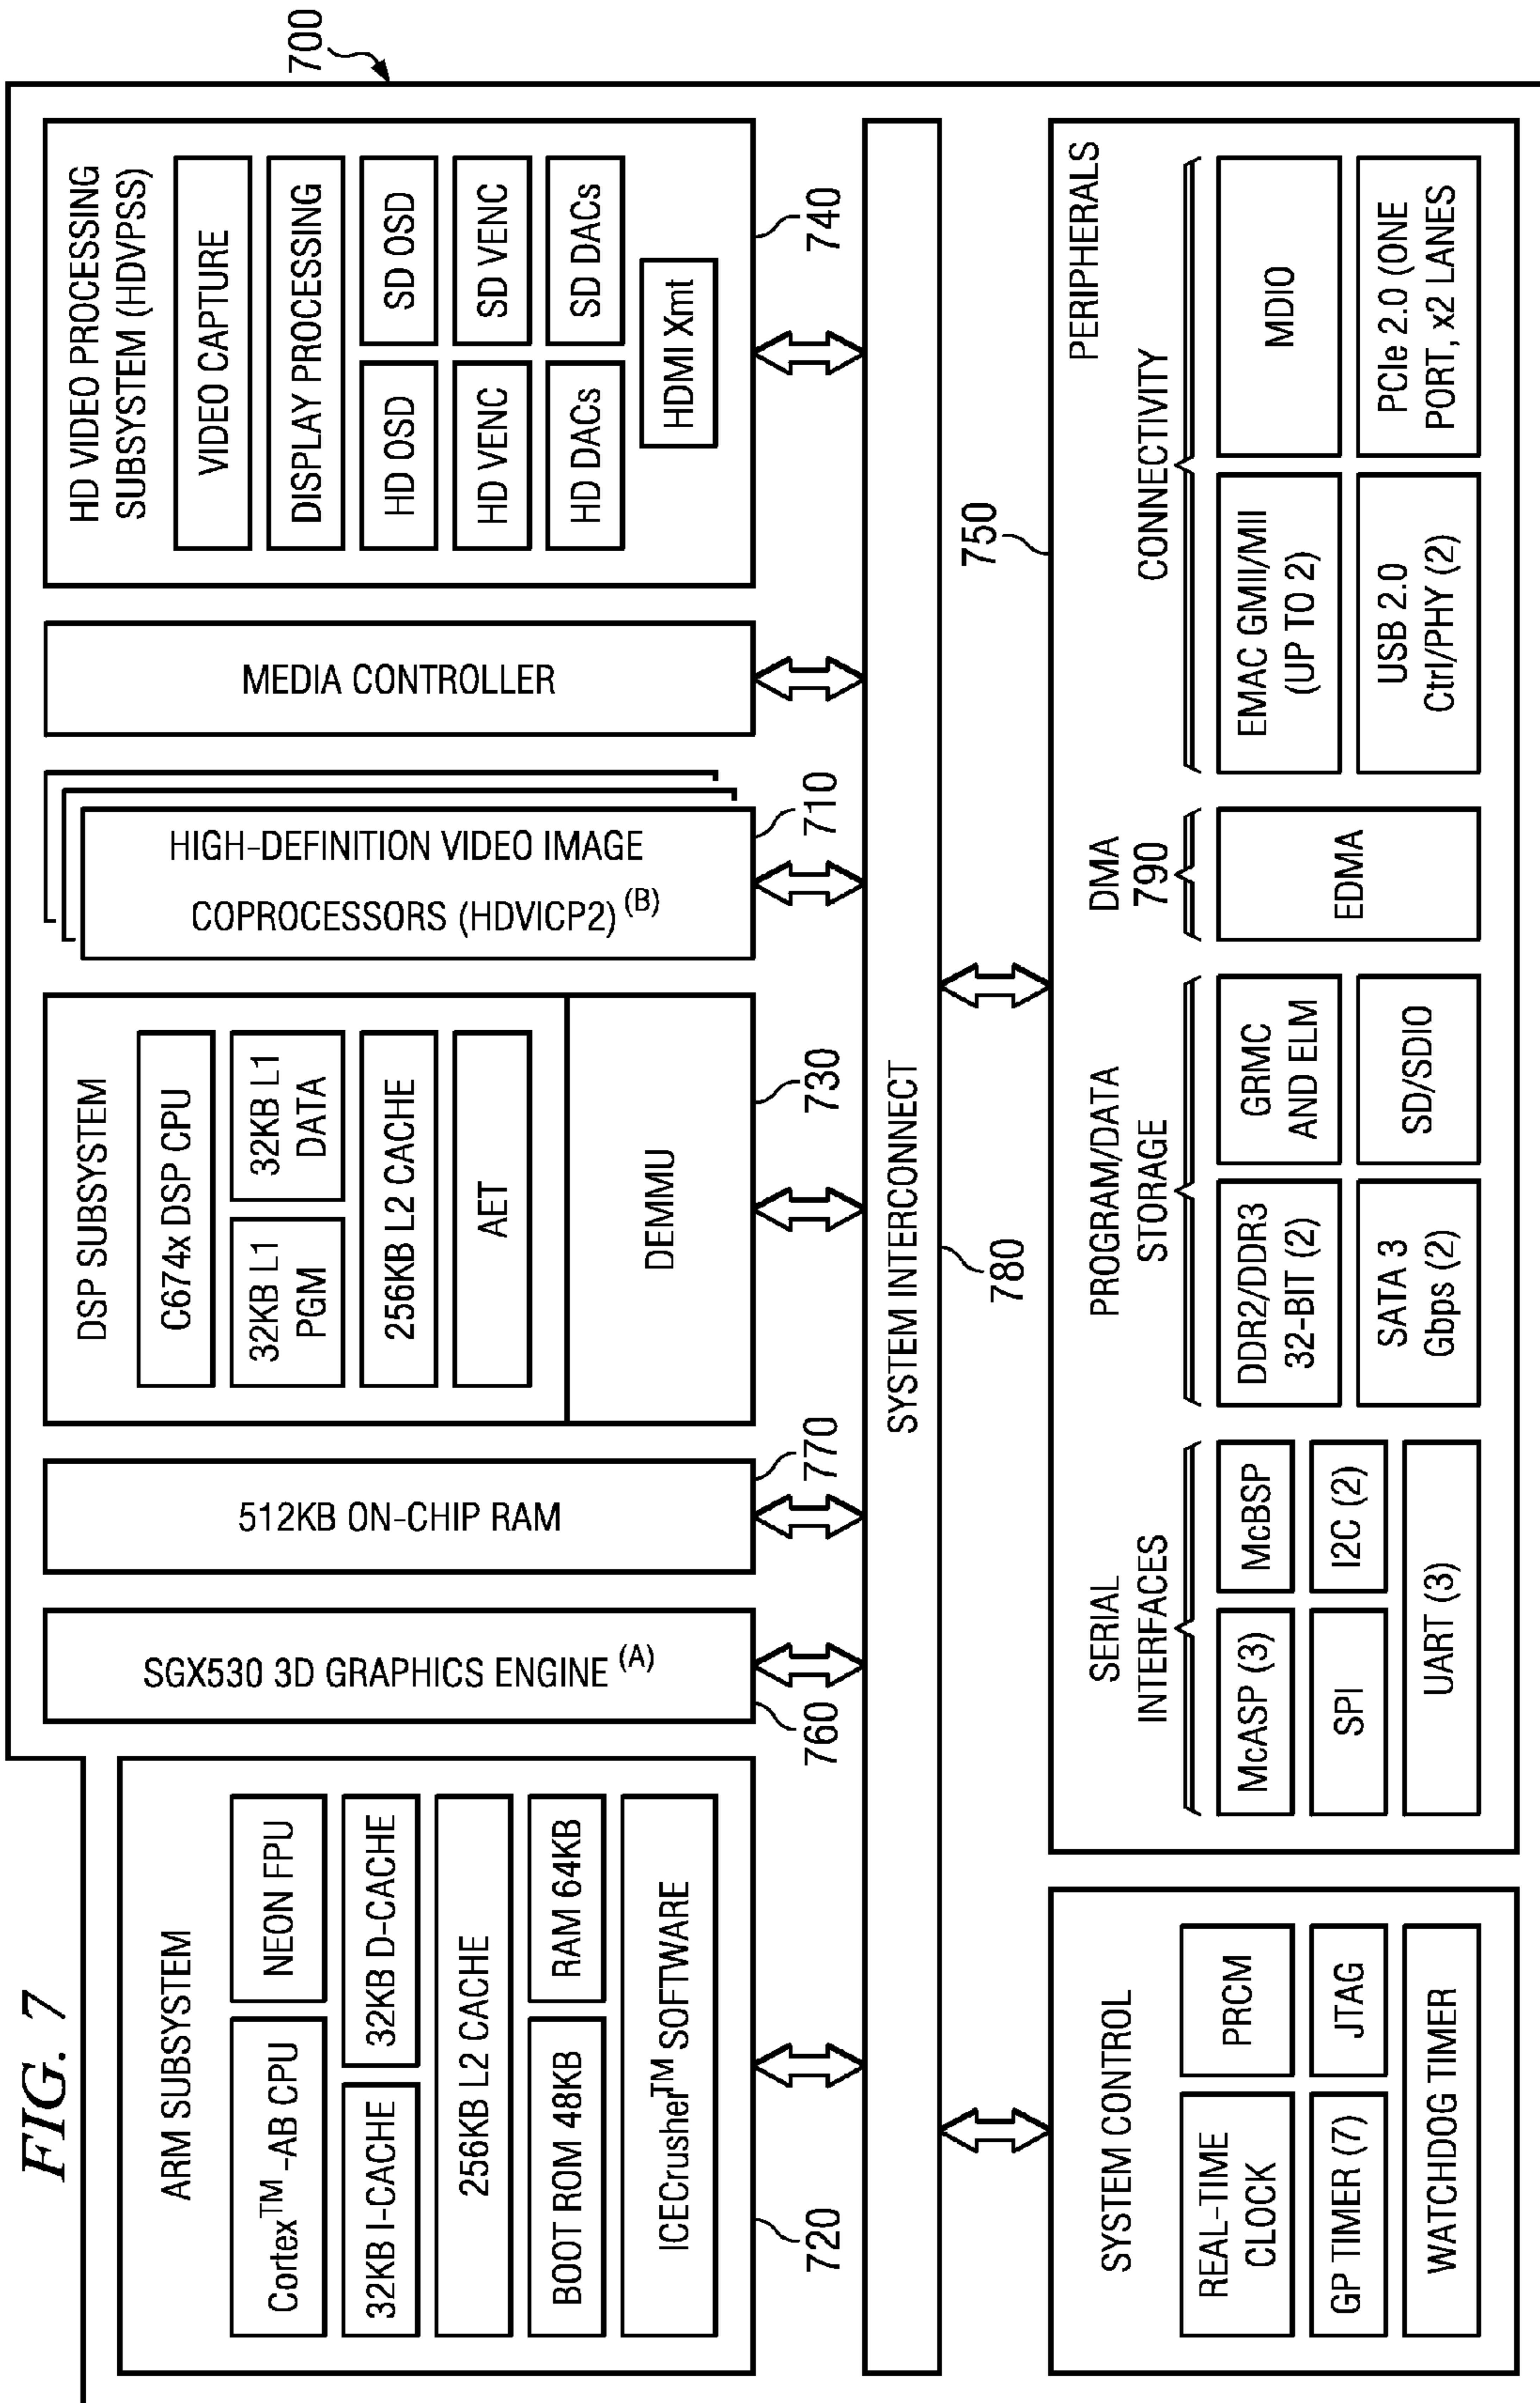 FIG. 7
700
ARM SUBSYSTEM
Cortex™-AB CPU
NEON FPU
32KB I-CACHE
32KB D-CACHE
256KB L2 CACHE
BOOT ROM 48KB
RAM 64KB
ICECrusher™ SOFTWARE
720
SGX530 3D GRAPHICS ENGINE (A)
760
512KB ON-CHIP RAM
770
DSP SUBSYSTEM
C674x DSP CPU
32KB L1
PGM
32KB L1
DATA
256KB L2 CACHE
AET
DEMMU
730
HIGH-DEFINITION VIDEO IMAGE
COPROCESSORS (HDVICP2) (B)
710
MEDIA CONTROLLER
HD VIDEO PROCESSING
SUBSYSTEM (HDVPSS)
VIDEO CAPTURE
DISPLAY PROCESSING
HD OSD
SD OSD
HD VENC
SD VENC
HD DACs
SD DACs
HDMI Xmt
740
SYSTEM INTERCONNECT
780
750
SYSTEM CONTROL
REAL-TIME
CLOCK
PRCM
GP TIMER (7)
JTAG
WATCHDOG TIMER
PERIPHERALS
SERIAL
INTERFACES
McASP (3)
McBSP
SPI
I2C (2)
UART (3)
PROGRAM/DATA
STORAGE
DDR2/DDR3
32-BIT (2)
GRMC
AND ELM
SATA 3
Gbps (2)
SD/SDIO
DMA
790
EDMA
CONNECTIVITY
EMAC GMII/MII
(UP TO 2)
MDIO
USB 2.0
Ctrl/PHY (2)
PCIe 2.0 (ONE
PORT, x2 LANES